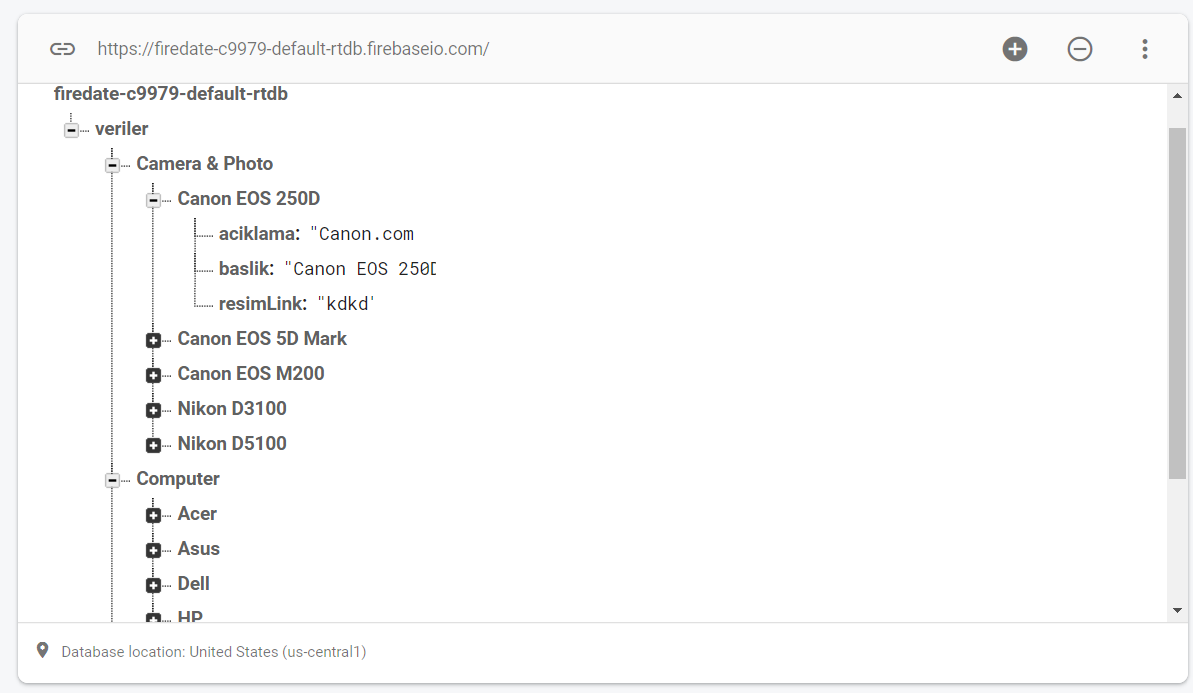 https://firedate-c9979-default-rtdb.firebaseio.com/
firedate-c9979-default-rtdb
veriler
Camera & Photo
Canon EOS 250D
aciklama: "Canon.com
baslik: "Canon EOS 250D
resimLink: "kdkd'
Canon EOS 5D Mark
Canon EOS M200
Nikon D3100
Nikon D5100
Computer
Acer
Asus
Dell
HP
Database location: United States (us-central1)